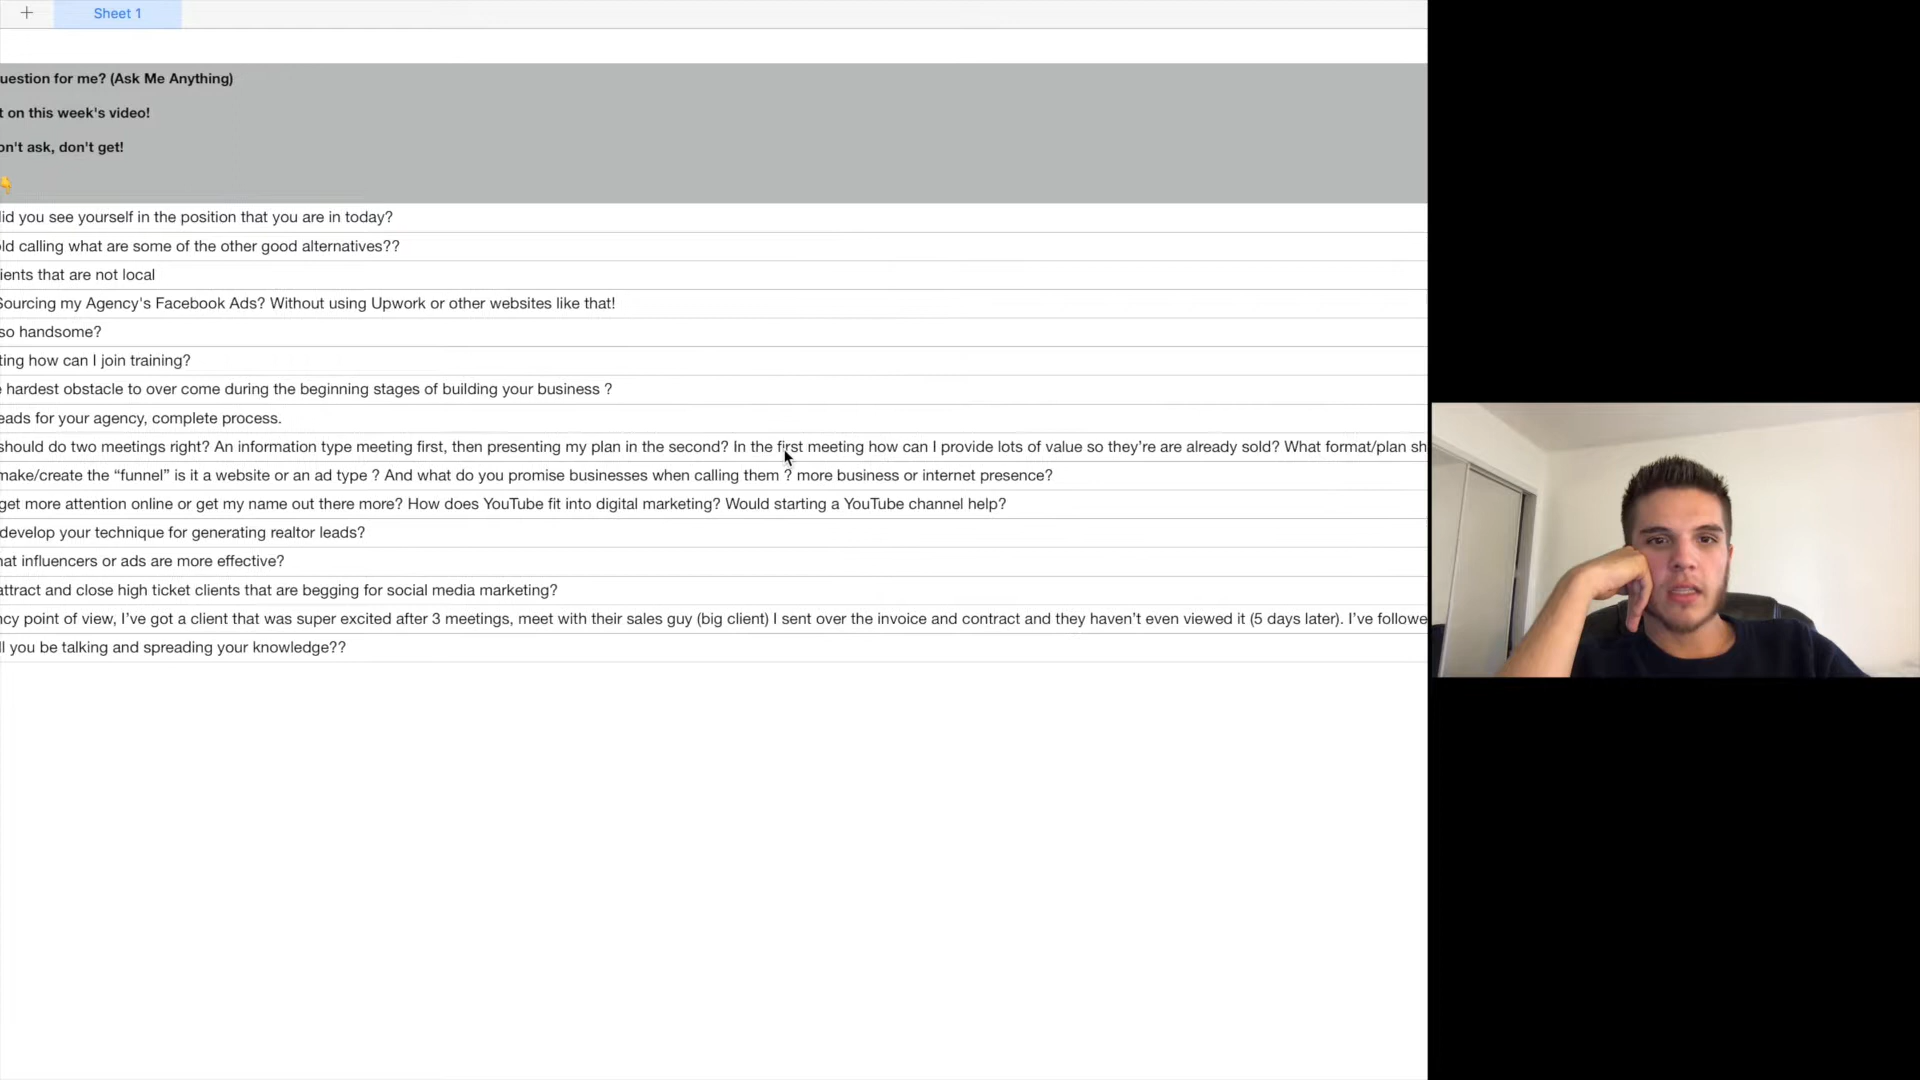 Sheet 1
uestion for me? (Ask Me Anything)
t on this week's video!
on't ask, don't get!
did you see yourself in the position that you are in today?
old calling what are some of the other good alternatives??
ients that are not local
Sourcing my Agency's Facebook Ads? Without using Upwork or other websites like that!
so handsome?
ting how can I join training?
e hardest obstacle to over come during the beginning stages of building your business ?
eads for your agency, complete process.
should do two meetings right? An information type meeting first, then presenting my plan in the second? In the first meeting how can I provide lots of value so they’re are already sold? What format/plan sh
make/create the “funnel” is it a website or an ad type ? And what do you promise businesses when calling them ? more business or internet presence?
get more attention online or get my name out there more? How does YouTube fit into digital marketing? Would starting a YouTube channel help?
develop your technique for generating realtor leads?
hat influencers or ads are more effective?
attract and close high ticket clients that are begging for social media marketing?
ncy point of view, I’ve got a client that was super excited after 3 meetings, meet with their sales guy (big client) I sent over the invoice and contract and they haven’t even viewed it (5 days later). I’ve followe
ll you be talking and spreading your knowledge??